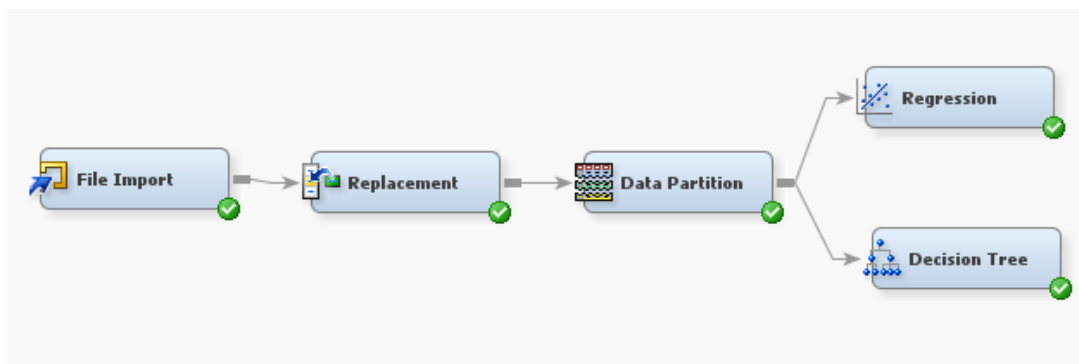 File Import
Replacement
Data Partition
Regression
Decision Tree